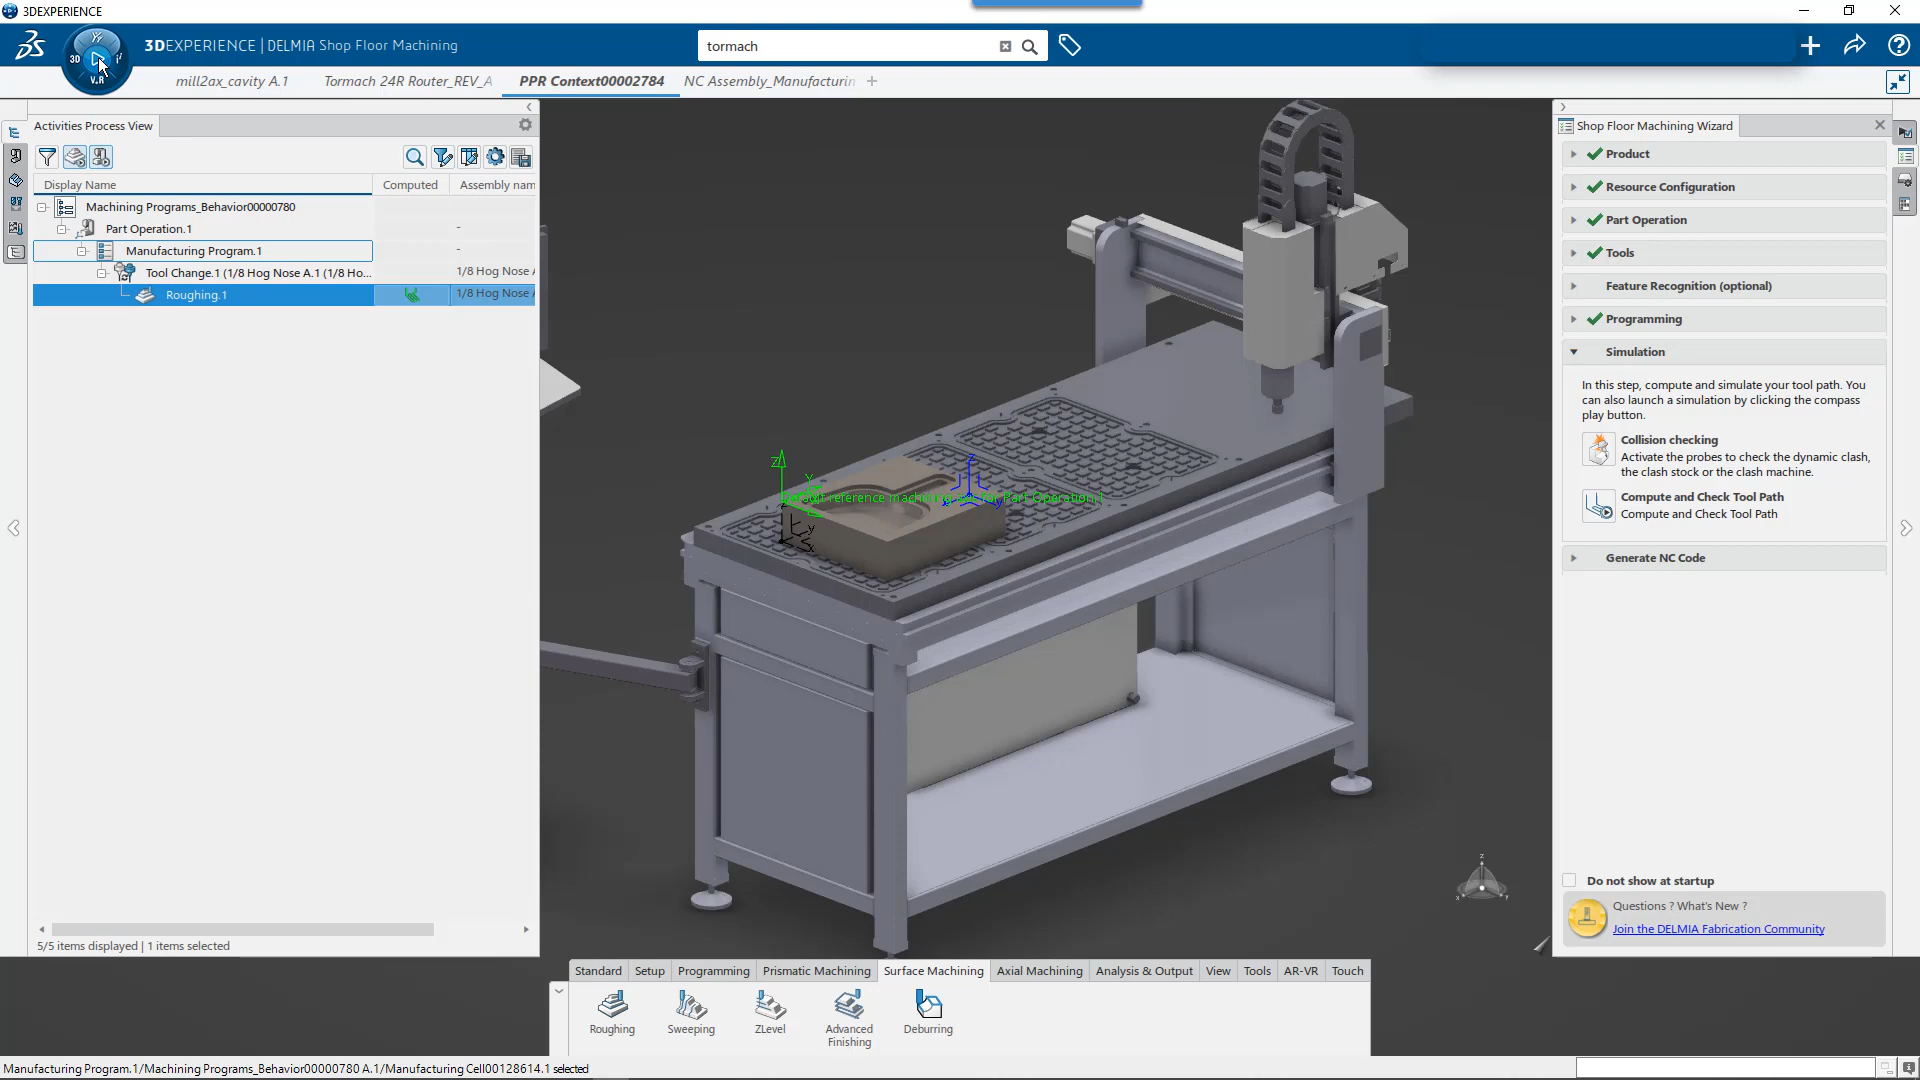 3DEXPERIENCE
3DEXPERIENCE | DELMIA Shop Floor Machining
3D
V.R
tormach
mill2ax_cavity A.1
Tormach 24R Router_REV_A
PPR Context00002784
NC Assembly_Manufacturin
Activities Process View
Display Name
Computed
Assembly nam
Machining Programs_Behavior00000780
Part Operation.1
-
Manufacturing Program.1
-
Tool Change.1 (1/8 Hog Nose A.1 (1/8 Ho...
1/8 Hog Nose A
Roughing.1
1/8 Hog Nose A
5/5 items displayed | 1 items selected
Z
Y
z
y
x
z
reference machining
for Part Operation.1
z
x
y
Shop Floor Machining Wizard
Product
Resource Configuration
Part Operation
Tools
Feature Recognition (optional)
Programming
Simulation
In this step, compute and simulate your tool path. You
can also launch a simulation by clicking the compass
play button.
Collision checking
Activate the probes to check the dynamic clash,
the clash stock or the clash machine.
Compute and Check Tool Path
Compute and Check Tool Path
Generate NC Code
Do not show at startup
Questions ? What's New ?
Join the DELMIA Fabrication Community
Standard
Setup
Programming
Prismatic Machining
Surface Machining
Axial Machining
Analysis & Output
View
Tools
AR-VR
Touch
Roughing
Sweeping
ZLevel
Advanced
Finishing
Deburring
Manufacturing Program.1/Machining Programs_Behavior00000780 A.1/Manufacturing Cell00128614.1 selected